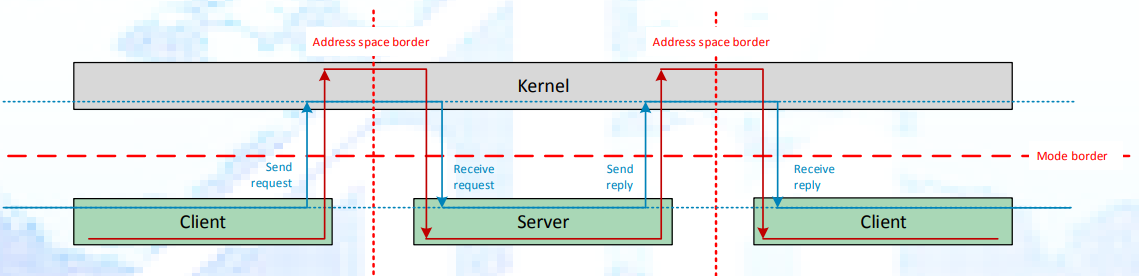 Address space border
Address space border
Kernel
Mode border
Send
request
Receive
request
Send
reply
Receive
reply
Client
Server
Client